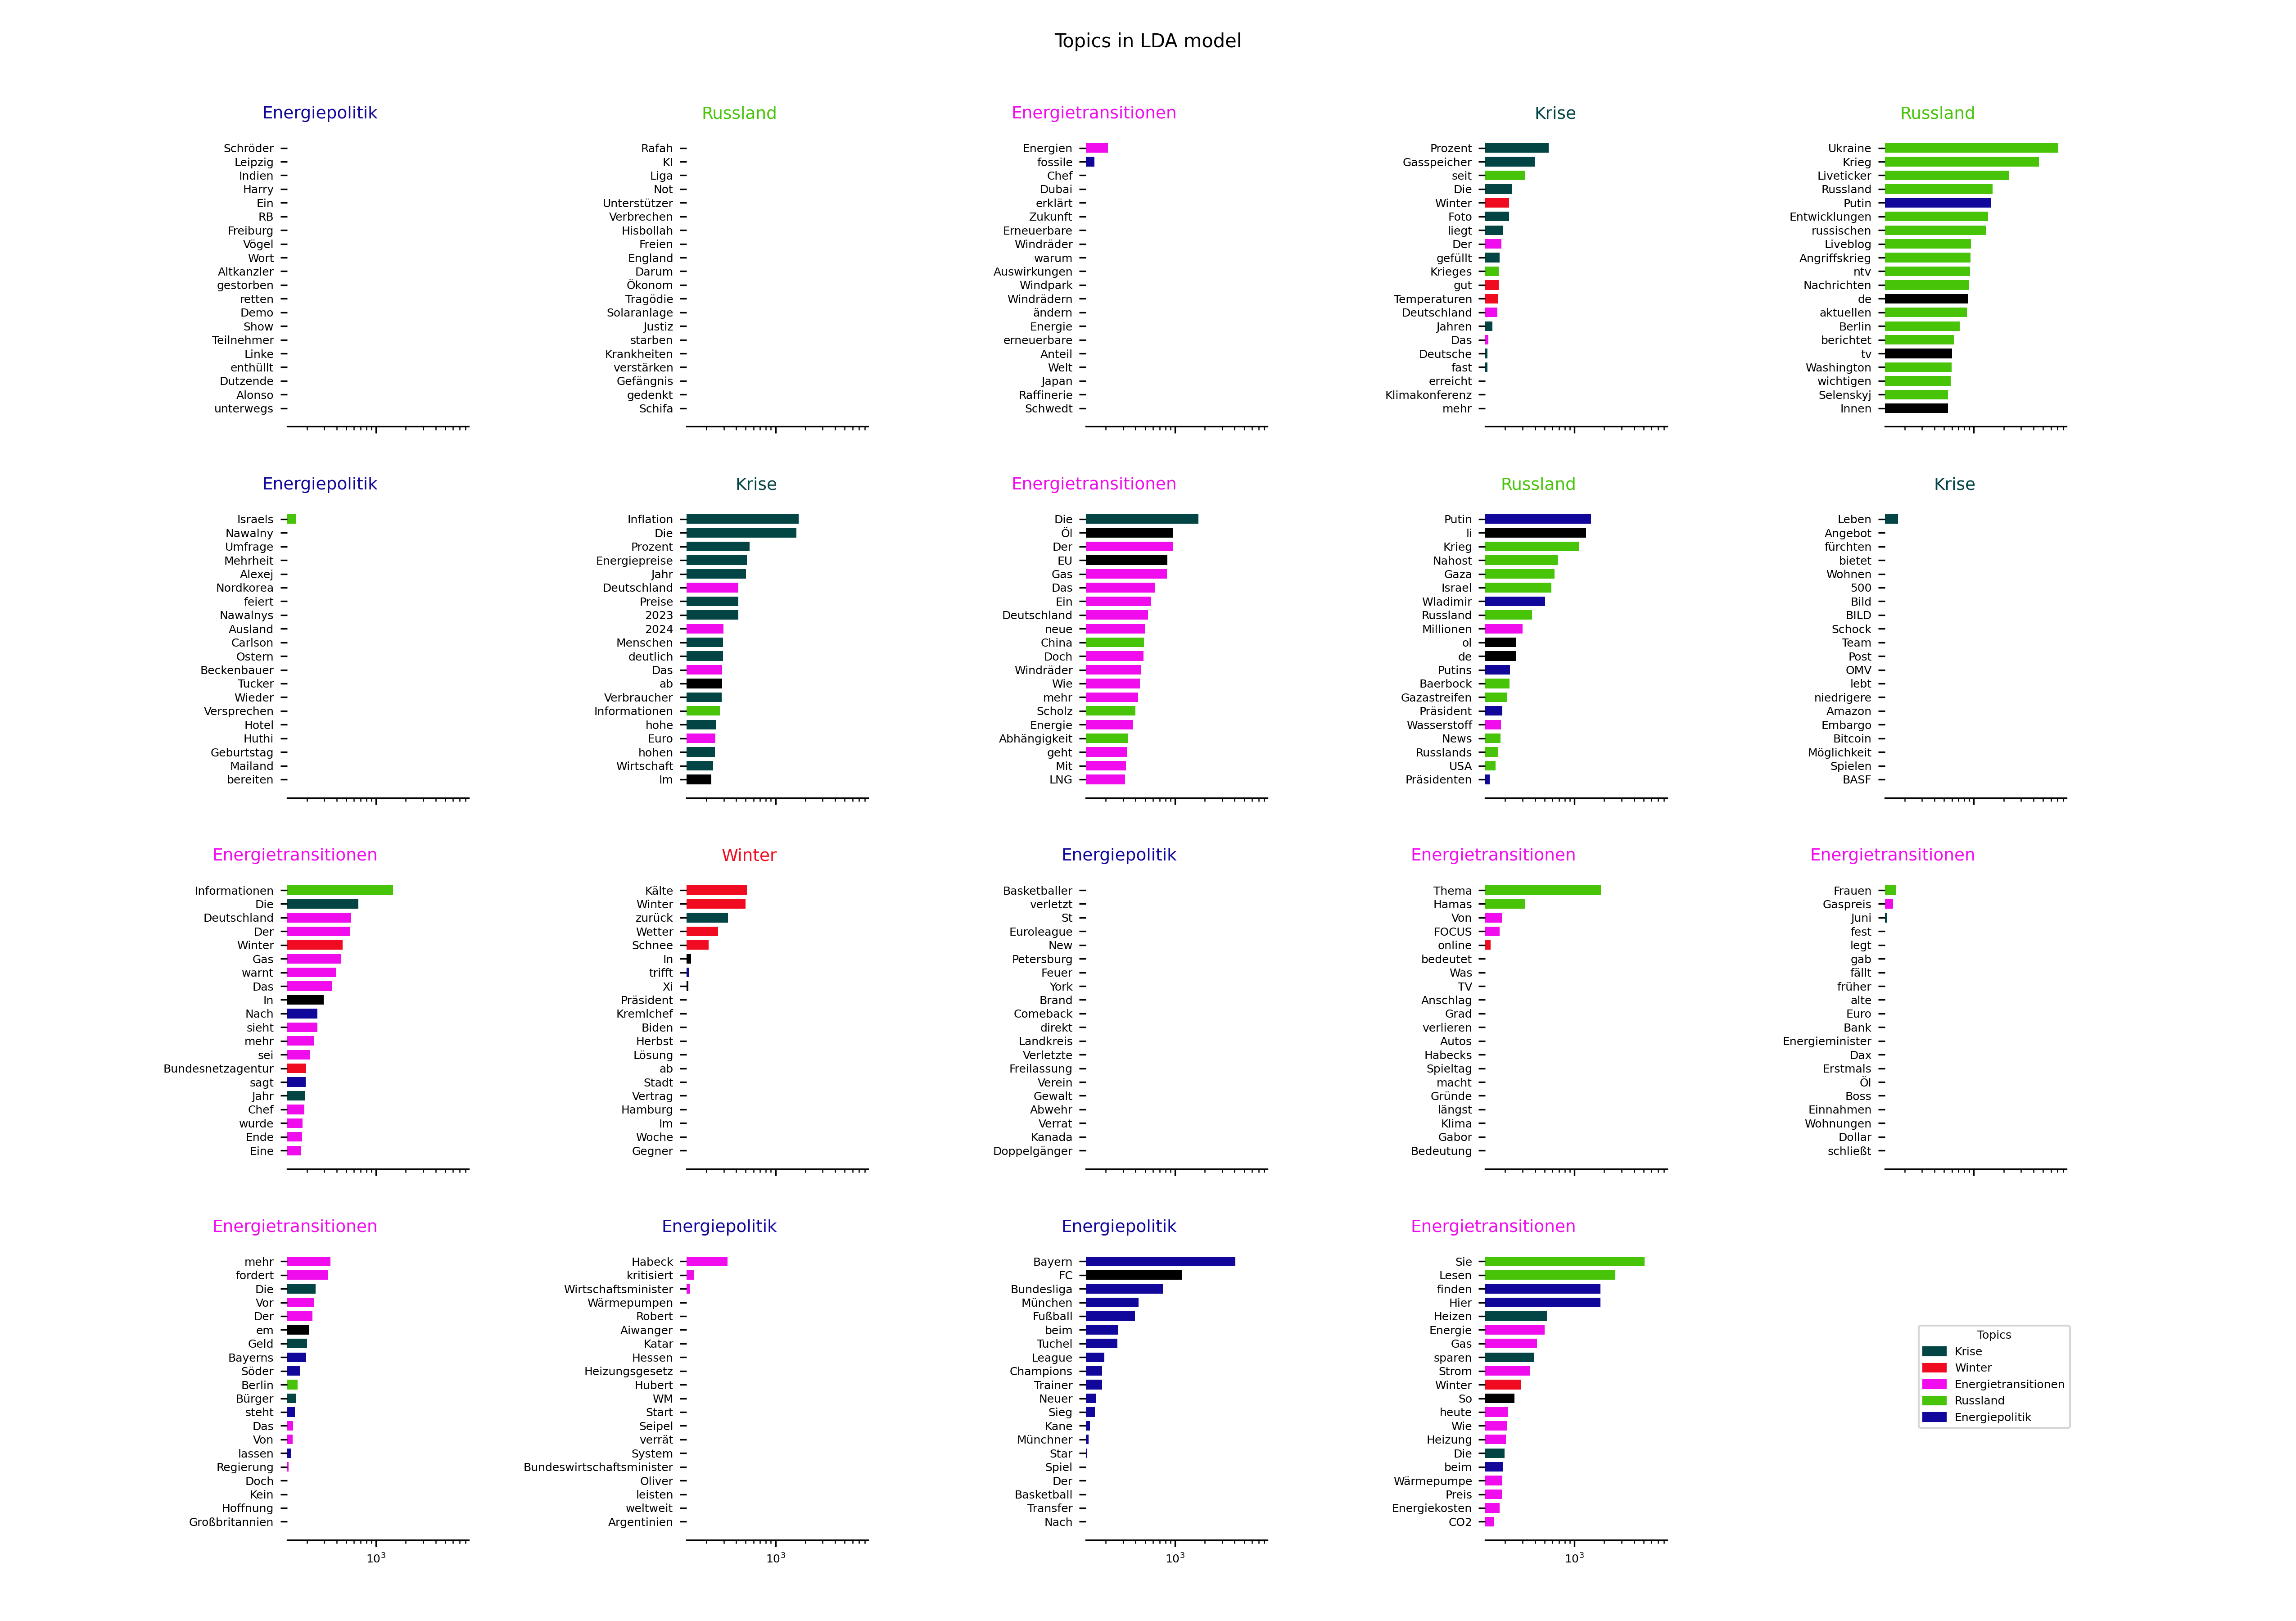 Topics in LDA model
Energiepolitik
Schröder
Leipzig
Indien
Harry
Ein
RB
Freiburg
Vögel
Wort
Altkanzler
gestorben
retten
Demo
Show
Teilnehmer
Linke
enthüllt
Dutzende
Alonso
unterwegs
Russland
Rafah
KI
Liga
Not
Unterstützer
Verbrechen
Hisbollah
Freien
England
Darum
Ökonom
Tragödie
Solaranlage
Justiz
starben
Krankheiten
verstärken
Gefängnis
gedenkt
Schifa
Energietransitionen
Energien
fossile
Chef
Dubai
erklärt
Zukunft
Erneuerbare
Windräder
warum
Auswirkungen
Windpark
Windrädern
ändern
Energie
erneuerbare
Anteil
Welt
Japan
Raffinerie
Schwedt
Krise
Prozent
Gasspeicher
seit
Die
Winter
Foto
liegt
Der
gefüllt
Krieges
gut
Temperaturen
Deutschland
Jahren
Das
Deutsche
fast
erreicht
Klimakonferenz
mehr
Russland
Ukraine
Krieg
Liveticker
Russland
Putin
Entwicklungen
russischen
Liveblog
Angriffskrieg
ntv
Nachrichten
de
aktuellen
Berlin
berichtet
tv
Washington
wichtigen
Selenskyj
Innen
Energiepolitik
Israels
Nawalny
Umfrage
Mehrheit
Alexej
Nordkorea
feiert
Nawalnys
Ausland
Carlson
Ostern
Beckenbauer
Tucker
Wieder
Versprechen
Hotel
Huthi
Geburtstag
Mailand
bereiten
Krise
Inflation
Die
Prozent
Energiepreise
Jahr
Deutschland
Preise
2023
2024
Menschen
deutlich
Das
ab
Verbraucher
Informationen
hohe
Euro
hohen
Wirtschaft
Im
Energietransitionen
Die
Öl
Der
EU
Gas
Das
Ein
Deutschland
neue
China
Doch
Windräder
Wie
mehr
Scholz
Energie
Abhängigkeit
geht
Mit
LNG
Russland
Putin
li
Krieg
Nahost
Gaza
Israel
Wladimir
Russland
Millionen
ol
de
Putins
Baerbock
Gazastreifen
Präsident
Wasserstoff
News
Russlands
USA
Präsidenten
Krise
Leben
Angebot
fürchten
bietet
Wohnen
500
Bild
BILD
Schock
Team
Post
OMV
lebt
niedrigere
Amazon
Embargo
Bitcoin
Möglichkeit
Spielen
BASF
Energietransitionen
Informationen
Die
Deutschland
Der
Winter
Gas
warnt
Das
In
Nach
sieht
mehr
sei
Bundesnetzagentur
sagt
Jahr
Chef
wurde
Ende
Eine
Winter
Kälte
Winter
zurück
Wetter
Schnee
In
trifft
Xi
Präsident
Kremlchef
Biden
Herbst
Lösung
ab
Stadt
Vertrag
Hamburg
Im
Woche
Gegner
Energiepolitik
Basketballer
verletzt
St
Euroleague
New
Petersburg
Feuer
York
Brand
Comeback
direkt
Landkreis
Verletzte
Freilassung
Verein
Gewalt
Abwehr
Verrat
Kanada
Doppelgänger
Energietransitionen
Thema
Hamas
Von
FOCUS
online
bedeutet
Was
TV
Anschlag
Grad
verlieren
Autos
Habecks
Spieltag
macht
Gründe
längst
Klima
Gabor
Bedeutung
Energietransitionen
Frauen
Gaspreis
Juni
fest
legt
gab
fällt
früher
alte
Euro
Bank
Energieminister
Dax
Erstmals
Öl
Boss
Einnahmen
Wohnungen
Dollar
schließt
Energietransitionen
mehr
fordert
Die
Vor
Der
em
Geld
Bayerns
Söder
Berlin
Bürger
steht
Das
Von
lassen
Regierung
Doch
Kein
Hoffnung
Großbritannien
10³
Energiepolitik
Habeck
kritisiert
Wirtschaftsminister
Wärmepumpen
Robert
Aiwanger
Katar
Hessen
Heizungsgesetz
Hubert
WM
Start
Seipel
verrät
System
Bundeswirtschaftsminister
Oliver
leisten
weltweit
Argentinien
10³
Energiepolitik
Bayern
FC
Bundesliga
München
Fußball
beim
Tuchel
League
Champions
Trainer
Neuer
Sieg
Kane
Münchner
Star
Spiel
Der
Basketball
Transfer
Nach
10³
Energietransitionen
Sie
Lesen
finden
Hier
Heizen
Energie
Gas
sparen
Strom
Winter
So
heute
Wie
Heizung
Die
beim
Wärmepumpe
Preis
Energiekosten
CO2
10³
Topics
Krise
Winter
Energietransitionen
Russland
Energiepolitik